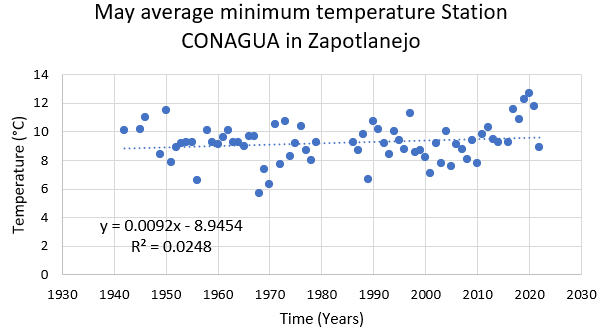 May average minimum temperature Station
CONAGUA in Zapotlanejo
Temperature (°C)
14
12
10
8
6
4
2
0
y = 0.0092x - 8.9454
R² = 0.0248
1930 1940 1950 1960 1970 1980 1990 2000 2010 2020 2030
Time (Years)